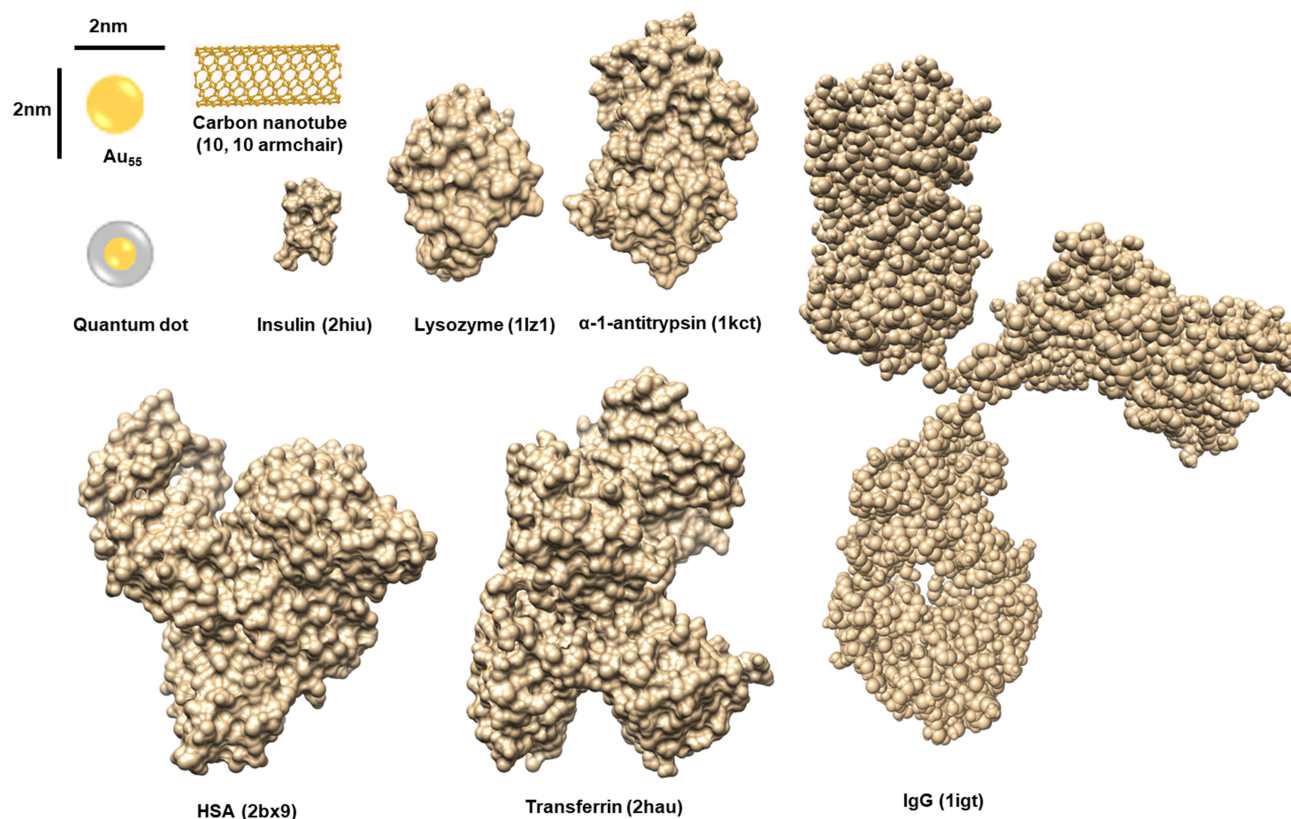 2nm
2nm
Au₅₅
Carbon nanotube
(10, 10 armchair)
Quantum dot
Insulin (2hiu)
Lysozyme (1lz1)
α-1-antitrypsin (1kct)
HSA (2bx9)
Transferrin (2hau)
IgG (1igt)